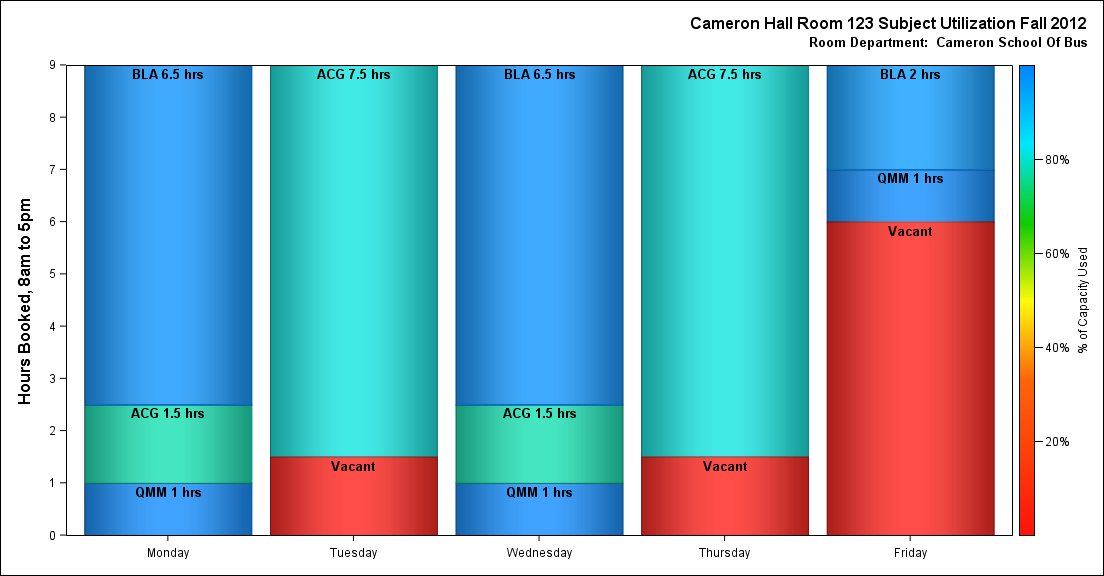 Cameron Hall Room 123 Subject Utilization Fall 2012
Room Department:  Cameron School Of Bus
Hours Booked, 8am to 5pm
9
8
7
6
5
4
3
2
1
0
BLA 6.5 hrs
ACG 1.5 hrs
QMM 1 hrs
ACG 7.5 hrs
Vacant
BLA 6.5 hrs
ACG 1.5 hrs
QMM 1 hrs
ACG 7.5 hrs
Vacant
BLA 2 hrs
QMM 1 hrs
Vacant
Monday
Tuesday
Wednesday
Thursday
Friday
80%
60%
40%
20%
% of Capacity Used